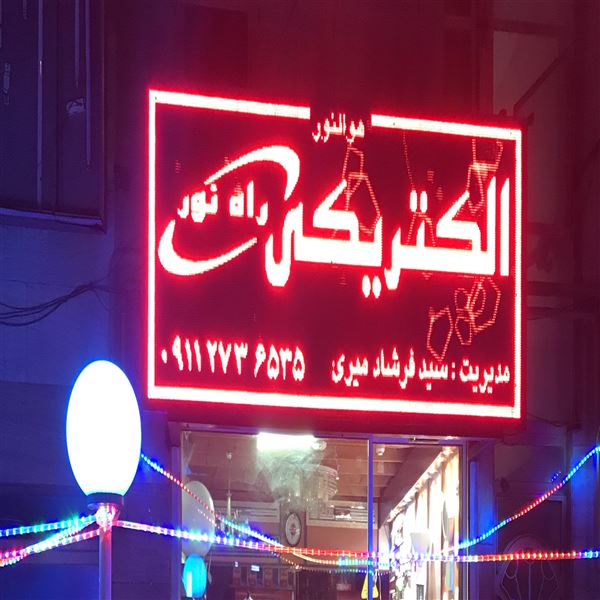 هوالنور
الکتریکی
راه نور
مدیریت : سید فرشاد میری ۰۹۱۱ ۲۷۳ ۶۵۳۵